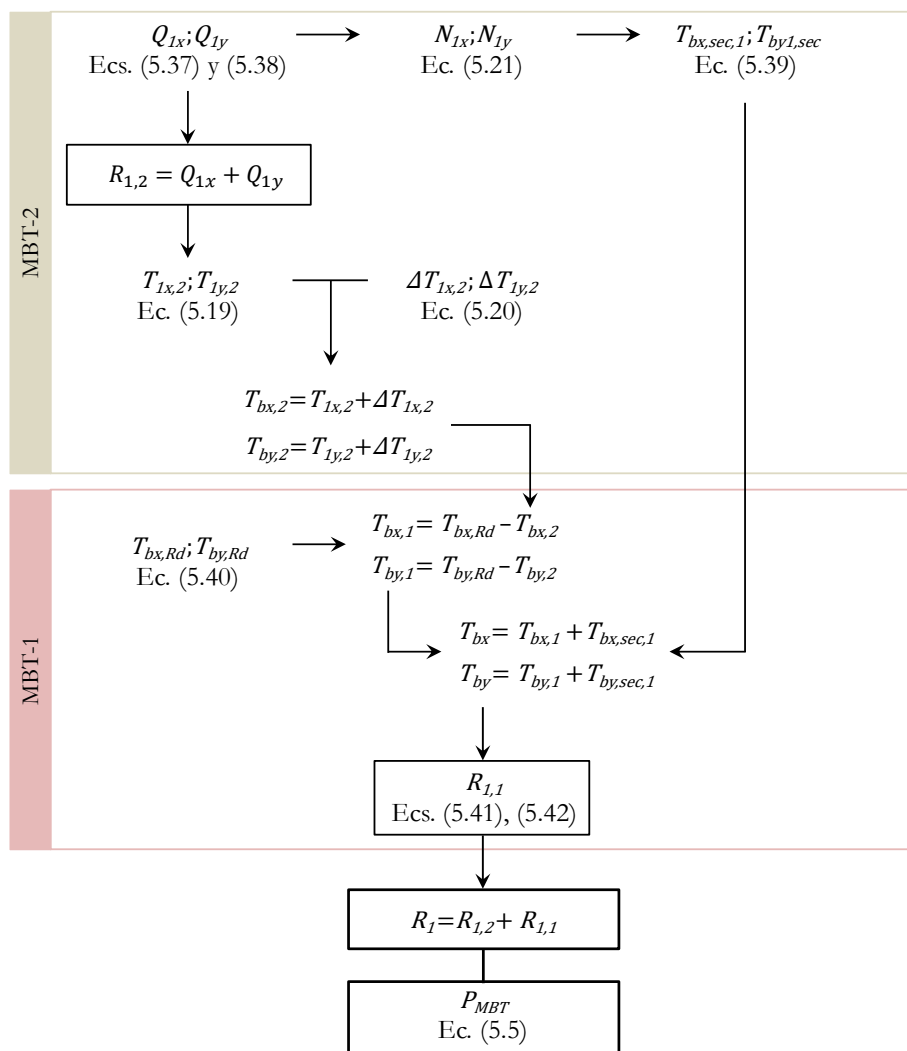 Q1x;Q1y
Ecs. (5.37) y (5.38)
N1x;N1y
Ec. (5.21)
Tbx,sec,1;Tby1,sec
Ec. (5.39)
R1,2 = Q1x + Q1y
MBT-2
T1x,2;T1y,2
Ec. (5.19)
ΔT1x,2;ΔT1y,2
Ec. (5.20)
Tbx,2=T1x,2+ΔT1x,2
Tby,2=T1y,2+ΔT1y,2
MBT-1
Tbx,Rd;Tby,Rd
Ec. (5.40)
Tbx,1= Tbx,Rd – Tbx,2
Tby,1= Tby,Rd – Tby,2
Tbx= Tbx,1 + Tbx,sec,1
Tby= Tby,1 + Tby,sec,1
R1,1
Ecs. (5.41), (5.42)
R1=R1,2+ R1,1
PMBT
Ec. (5.5)